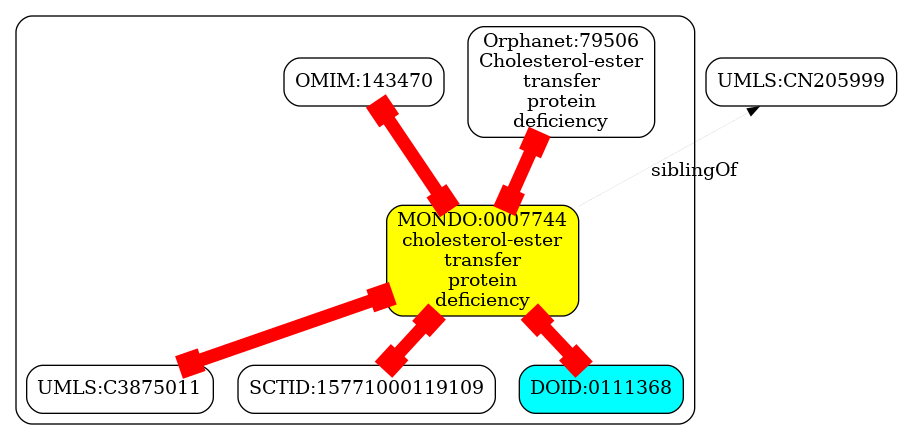 Orphanet:79506
Cholesterol-ester
transfer
protein
deficiency
OMIM:143470
UMLS:CN205999
siblingOf
MONDO:0007744
cholesterol-ester
transfer
protein
deficiency
UMLS:C3875011
SCTID:15771000119109
DOID:0111368